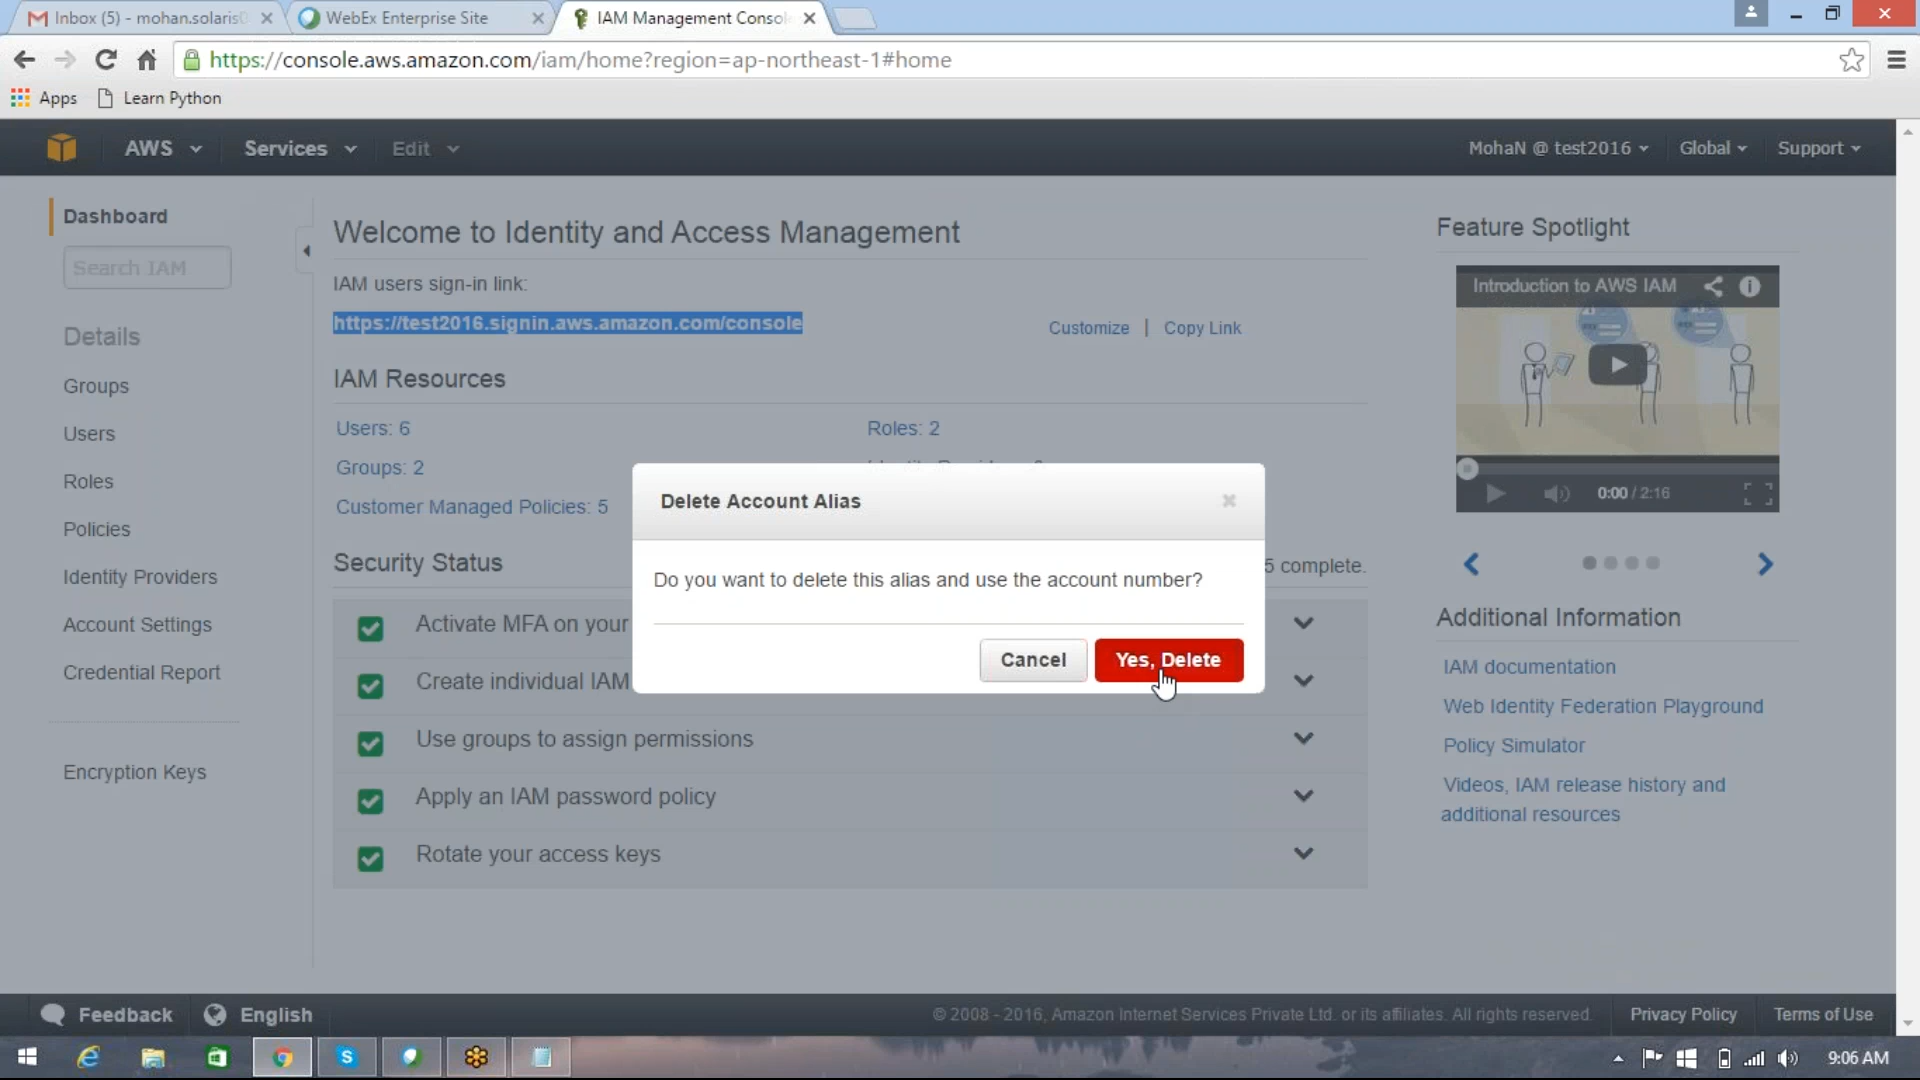 Inbox (5) - mohan.solaris
WebEx Enterprise Site
IAM Management Consol
https://console.aws.amazon.com/iam/home?region=ap-northeast-1#home
Apps
Learn Python
AWS
Services
Edit
MohaN @ test2016
Global
Support
Dashboard
Search IAM
Details
Groups
Users
Roles
Policies
Identity Providers
Account Settings
Credential Report
Encryption Keys
Welcome to Identity and Access Management
IAM users sign-in link:
https://test2016.signin.aws.amazon.com/console
Customize | Copy Link
IAM Resources
Users: 6
Roles: 2
Groups: 2
Customer Managed Policies: 5
Security Status
5 complete.
Activate MFA on your
Create individual IAM
Use groups to assign permissions
Apply an IAM password policy
Rotate your access keys
Delete Account Alias
Do you want to delete this alias and use the account number?
Cancel
Yes, Delete
Feature Spotlight
Introduction to AWS IAM
0:00 / 2:16
Additional Information
IAM documentation
Web Identity Federation Playground
Policy Simulator
Videos, IAM release history and
additional resources
Feedback
English
© 2008 - 2016, Amazon Internet Services Private Ltd. or its affiliates. All rights reserved.
Privacy Policy
Terms of Use
9:06 AM